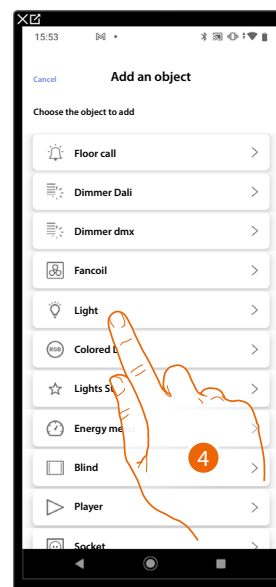 15:53
Cancel
Add an object
Choose the object to add
Floor call
Dimmer Dali
Dimmer dmx
Fancoil
Light
RGB Colored
Lights S
Energy me
4
Blind
Player
Socket